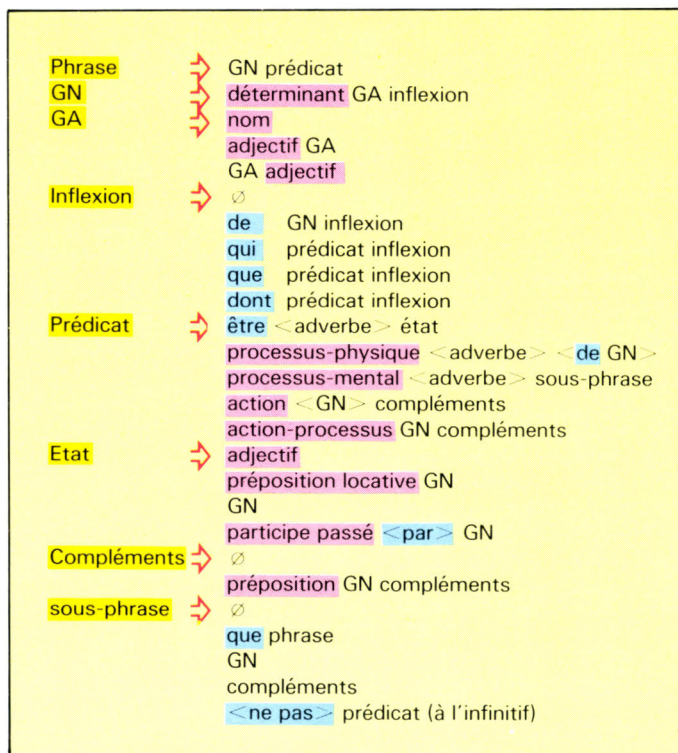 Phrase ⇨ GN prédicat
GN ⇨ déterminant GA inflexion
GA ⇨ nom
adjectif GA
GA adjectif
Inflexion ⇨ ∅
de GN inflexion
qui prédicat inflexion
que prédicat inflexion
dont prédicat inflexion
Prédicat ⇨ être <adverbe> état
processus-physique <adverbe> <de GN>
processus-mental <adverbe> sous-phrase
action <GN> compléments
action-processus GN compléments
Etat ⇨ adjectif
préposition locative GN
GN
participe passé <par> GN
Compléments ⇨ ∅
préposition GN compléments
sous-phrase ⇨ ∅
que phrase
GN
compléments
<ne pas> prédicat (à l'infinitif)